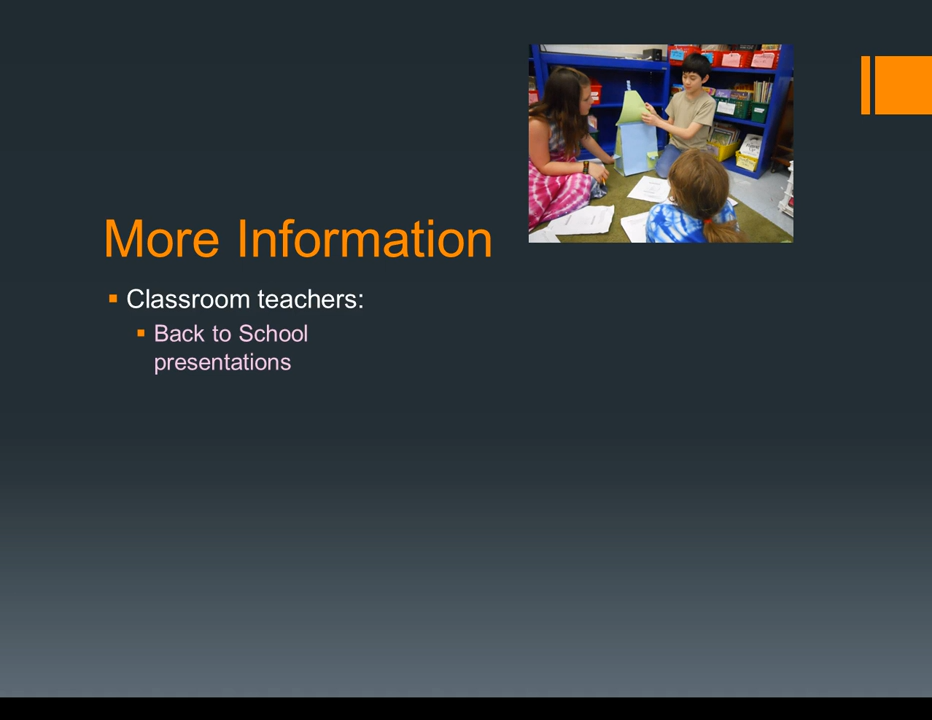 More Information
Classroom teachers:
Back to School
presentations